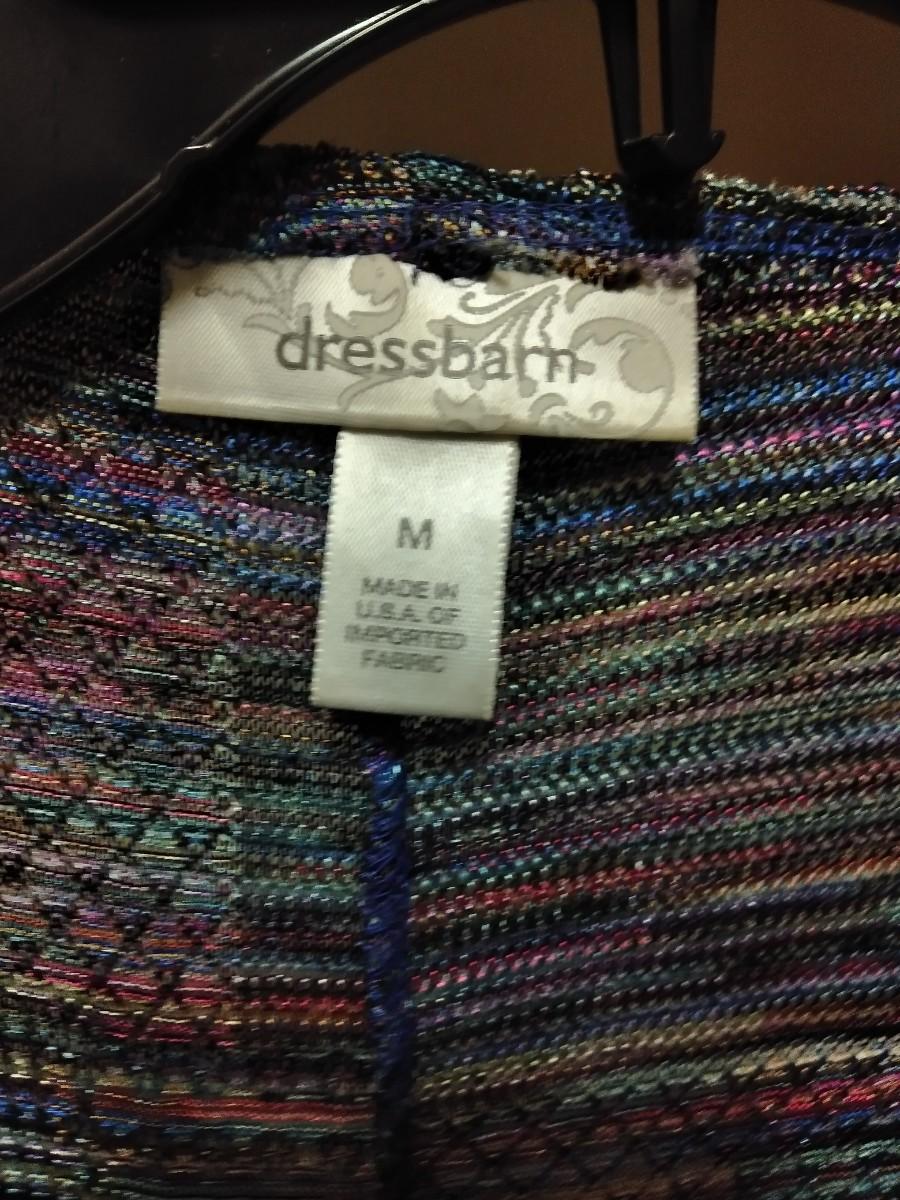 dressbarn
M
MADE IN
U.S.A. OF
IMPORTED
FABRIC